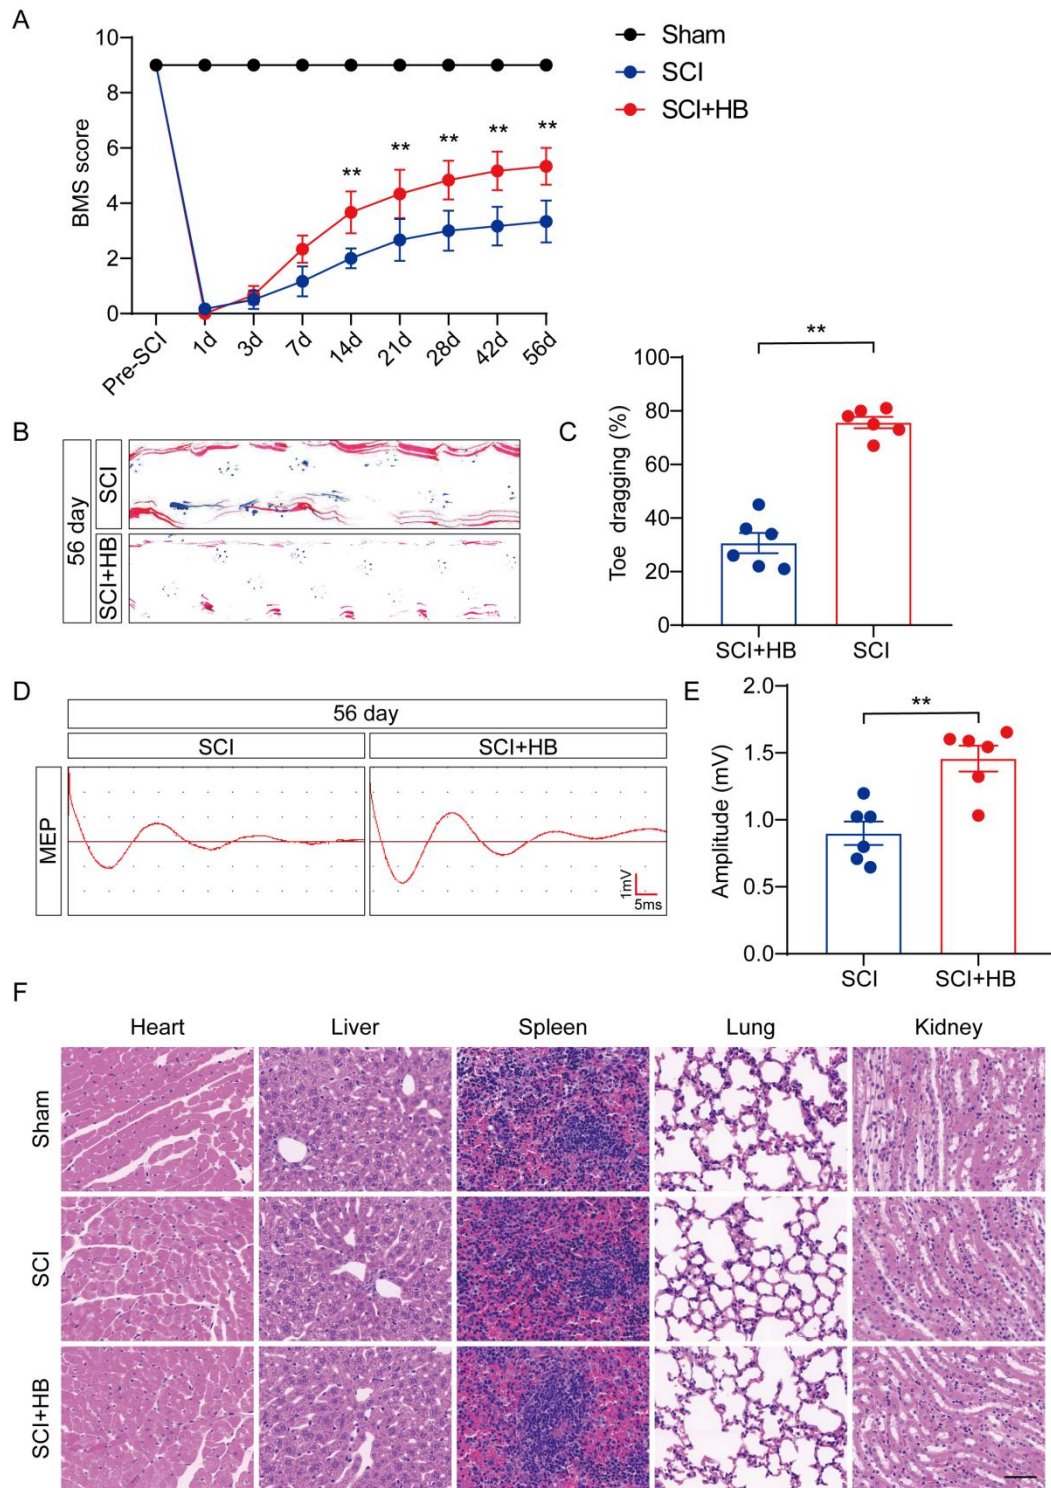 A
BMS score
10
8
6
4
2
0
** ** ** ** **
Pre-SCI 1d 3d 7d 14d 21d 28d 42d 56d
Sham
SCI
SCI+HB
B
56 day
SCI
SCI+HB
C
Toe dragging (%)
100
80
60
40
20
0
**
SCI+HB SCI
D
56 day
SCI SCI+HB
MEP
1mV
5ms
E
Amplitude (mV)
2.0
1.5
1.0
0.5
0.0
**
SCI SCI+HB
F
Heart Liver Spleen Lung Kidney
Sham
SCI
SCI+HB